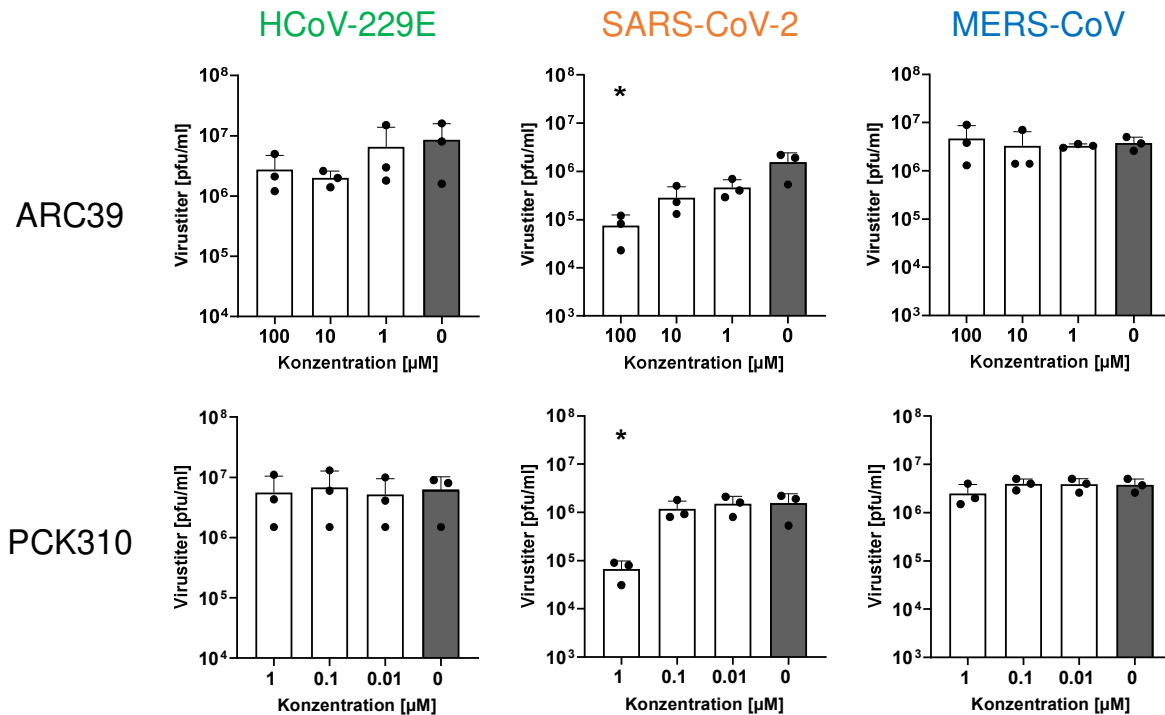 HCoV-229E
SARS-CoV-2
MERS-CoV
ARC39
Virustiter [pfu/ml]
10⁸
10⁷
10⁶
10⁵
10⁴
100 10 1 0
Konzentration [µM]
Virustiter [pfu/ml]
10⁸
10⁷
10⁶
10⁵
10⁴
10³
*
100 10 1 0
Konzentration [µM]
Virustiter [pfu/ml]
10⁸
10⁷
10⁶
10⁵
10⁴
10³
100 10 1 0
Konzentration [µM]
PCK310
Virustiter [pfu/ml]
10⁸
10⁷
10⁶
10⁵
10⁴
1 0.1 0.01 0
Konzentration [µM]
Virustiter [pfu/ml]
10⁸
10⁷
10⁶
10⁵
10⁴
10³
*
1 0.1 0.01 0
Konzentration [µM]
Virustiter [pfu/ml]
10⁸
10⁷
10⁶
10⁵
10⁴
10³
1 0.1 0.01 0
Konzentration [µM]